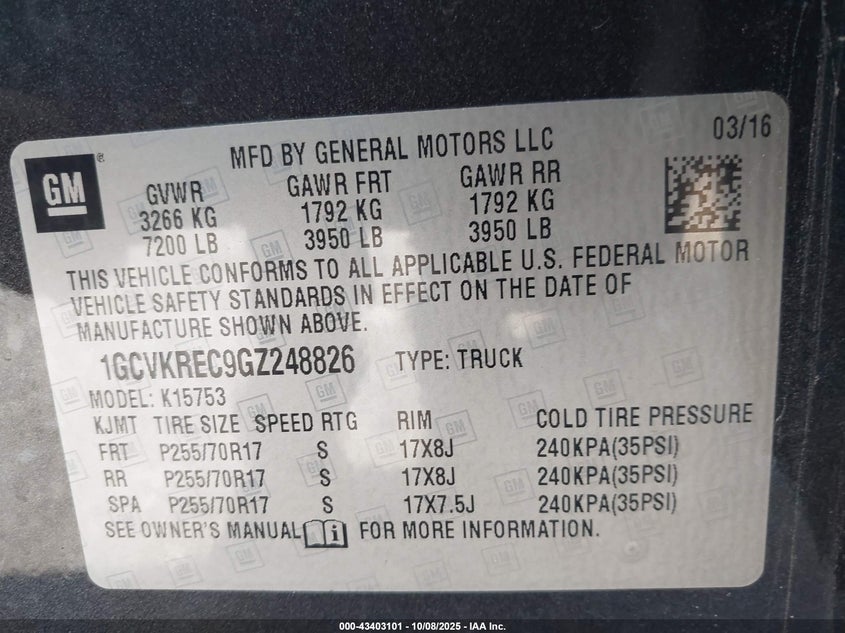 03/16
MFD BY GENERAL MOTORS LLC
GM
GVWR GAWR FRT GAWR RR
3266 KG 1792 KG 1792 KG
7200 LB 3950 LB 3950 LB
THIS VEHICLE CONFORMS TO ALL APPLICABLE U.S. FEDERAL MOTOR
VEHICLE SAFETY STANDARDS IN EFFECT ON THE DATE OF
MANUFACTURE SHOWN ABOVE.
1GCVKREC9GZ248826 TYPE: TRUCK
MODEL: K15753
KJMT TIRE SIZE SPEED RTG RIM COLD TIRE PRESSURE
FRT P255/70R17 S 17X8J 240KPA(35PSI)
RR P255/70R17 S 17X8J 240KPA(35PSI)
SPA P255/70R17 S 17X7.5J 240KPA(35PSI)
SEE OWNER'S MANUAL FOR MORE INFORMATION.
000-43403101 - 10/08/2025 - IAA Inc.